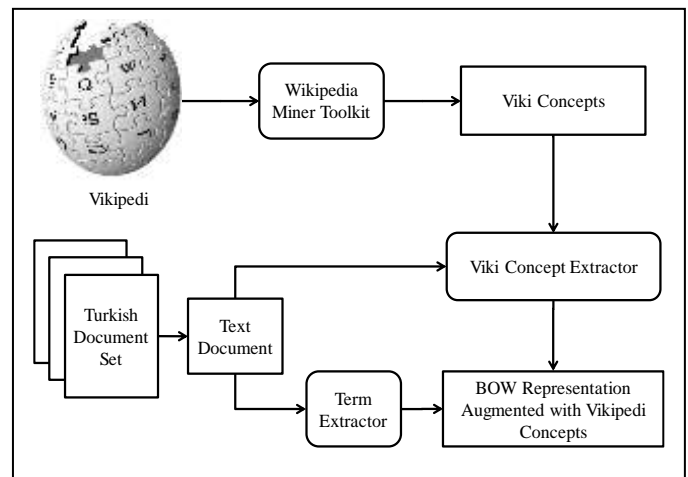 Wikipedia
Miner Toolkit
Viki Concepts
Vikipedi
Viki Concept Extractor
Turkish
Document
Set
Text
Document
Term
Extractor
BOW Representation
Augmented with Vikipedi
Concepts